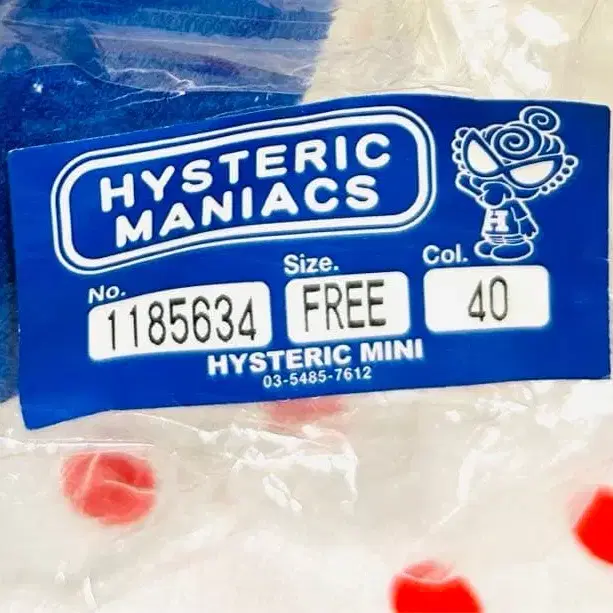 HYSTERIC
MANIACS
H
No. Size. Col.
1185634 FREE 40
HYSTERIC MINI
03-5485-7612